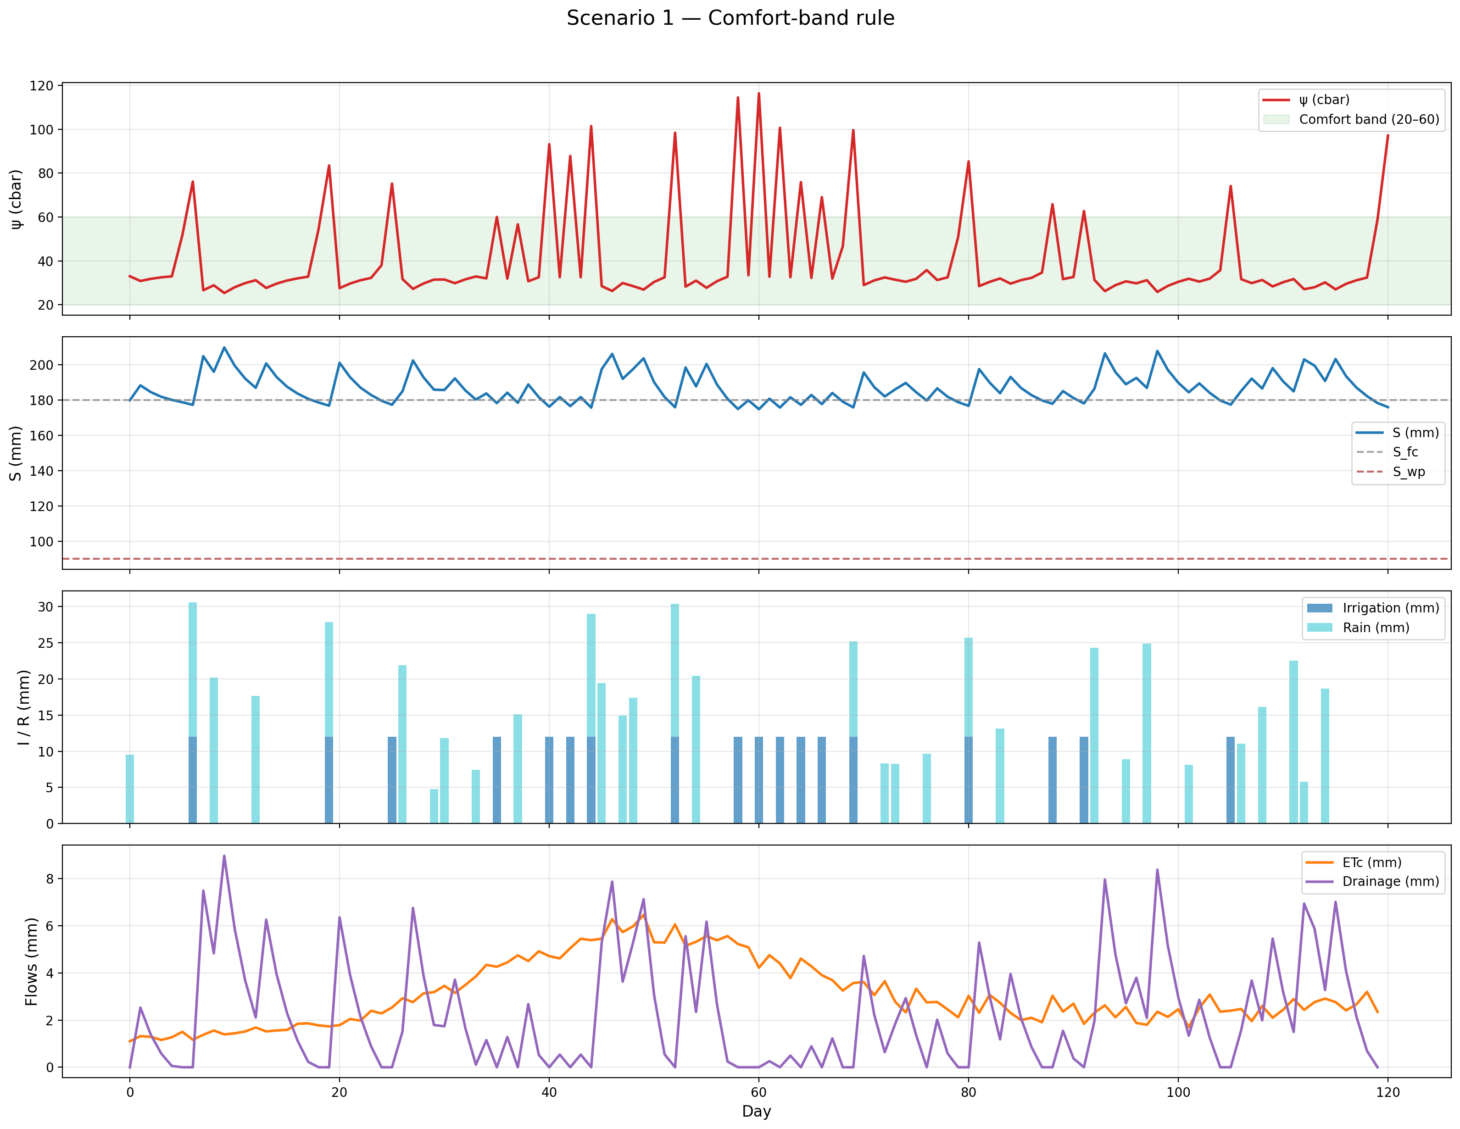 Scenario 1 — Comfort-band rule
ψ (cbar)
120
100
80
60
40
20
ψ (cbar)
Comfort band (20–60)
S (mm)
200
180
160
140
120
100
S (mm)
S_fc
S_wp
I / R (mm)
30
25
20
15
10
5
0
Irrigation (mm)
Rain (mm)
Flows (mm)
8
6
4
2
0
ETc (mm)
Drainage (mm)
0 20 40 60 80 100 120
Day